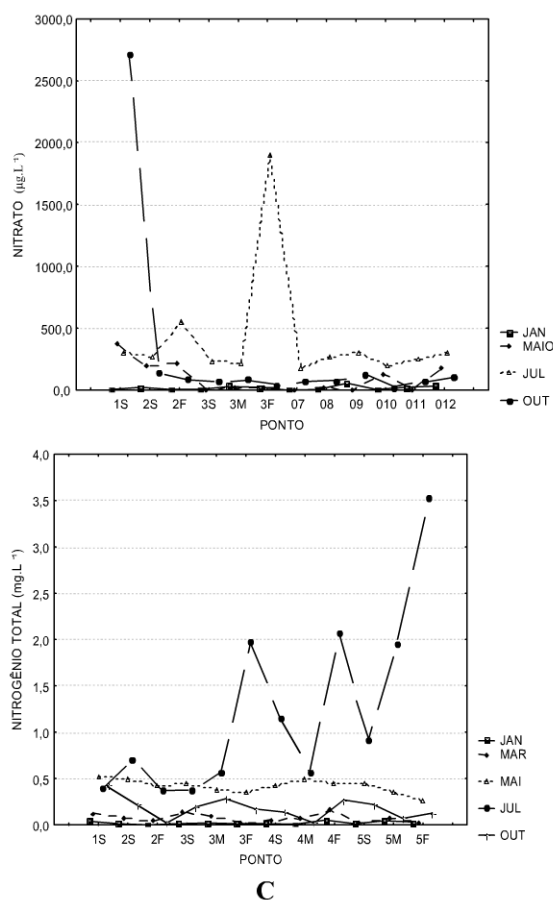 3000,0
2500,0
2000,0
1500,0
1000,0
500,0
0,0
NITRATO (µg.L⁻¹)
1S 2S 2F 3S 3M 3F 07 08 09 010 011 012
PONTO
JAN
MAIO
JUL
OUT
4,0
3,5
3,0
2,5
2,0
1,5
1,0
0,5
0,0
NITROGÊNIO TOTAL (mg.L⁻¹)
1S 2S 2F 3S 3M 3F 4S 4M 4F 5S 5M 5F
PONTO
JAN
MAR
MAI
JUL
OUT
C